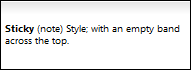 Sticky (note) Style; with an empty band
across the top.